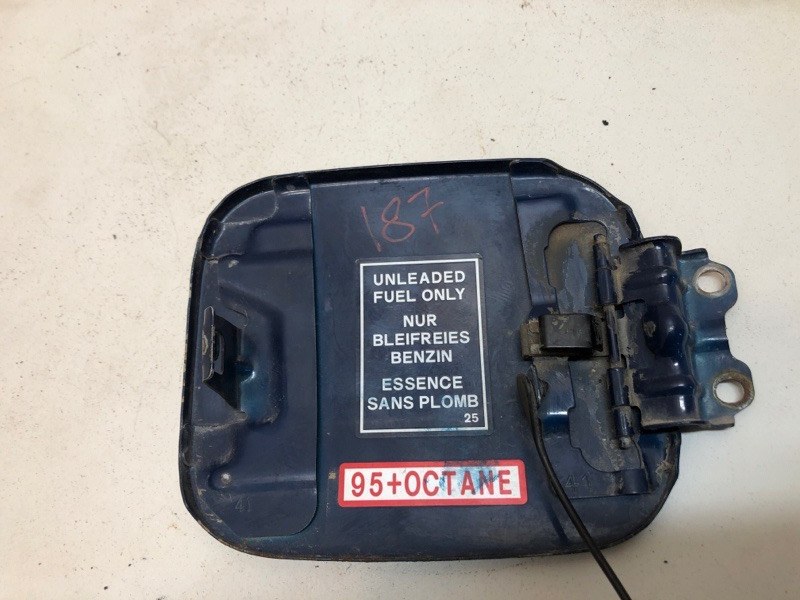 187
UNLEADED
FUEL ONLY
NUR
BLEIFREIES
BENZIN
ESSENCE
SANS PLOMB
25
95+OCTANE